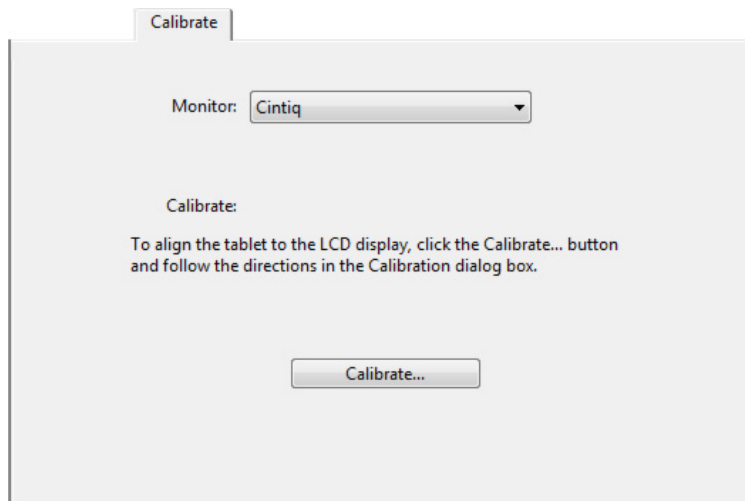 Calibrate
Monitor: Cintiq
Calibrate:
To align the tablet to the LCD display, click the Calibrate... button
and follow the directions in the Calibration dialog box.
Calibrate...